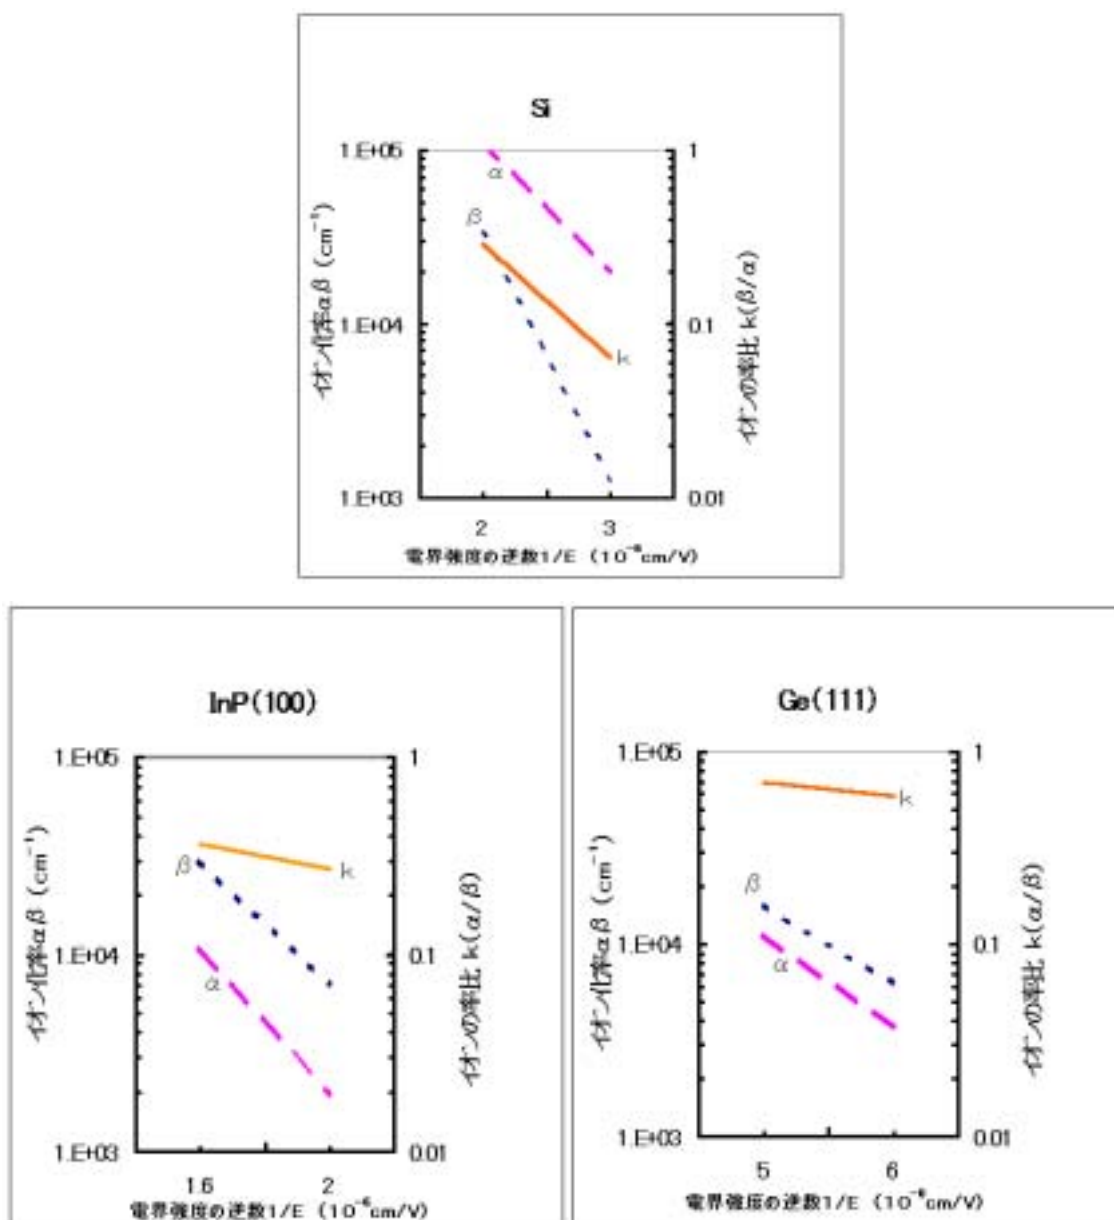 Si
1.E+05
1.E+04
1.E+03
1
0.1
0.01
α
β
k
イオン化率αβ (cm⁻¹)
イオンの率比 k(β/α)
2
3
電界強度の逆数1/E (10⁻⁶cm/V)
InP(100)
1.E+05
1.E+04
1.E+03
1
0.1
0.01
k
β
α
イオン化率αβ (cm⁻¹)
イオンの率比 k(α/β)
1.6
2
電界強度の逆数1/E (10⁻⁶cm/V)
Ge(111)
1.E+05
1.E+04
1.E+03
1
0.1
0.01
k
β
α
イオン化率αβ (cm⁻¹)
イオンの率比 k(α/β)
5
6
電界強度の逆数1/E (10⁻⁶cm/V)